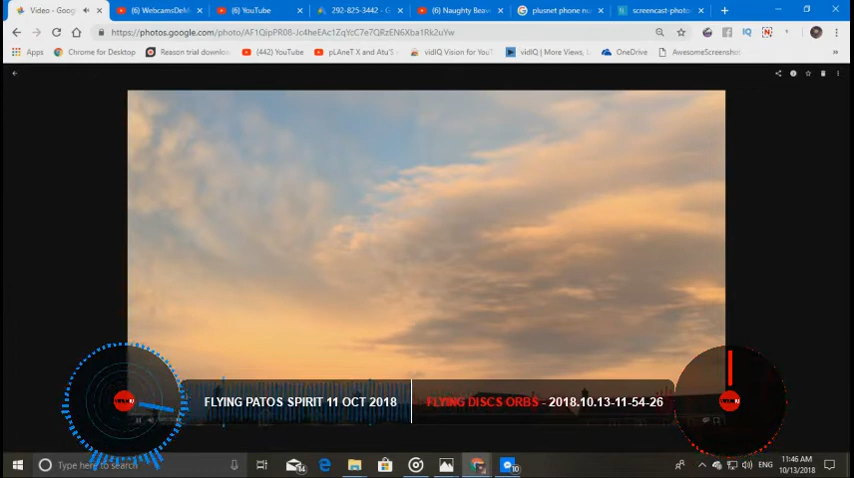 Video - Goog
(6) WebcamsDeM
(6) YouTube
292-825-3442 - G
(6) Naughty Beav
plusnet phone nu
screencast-photo
https://photos.google.com/photo/AF1QipPR08-Jc4heEAc1ZqYcC7e7QRzEN6Xba1Rk2uYw
Apps
Chrome for Desktop
Reason trial downlo
(442) YouTube
pLAneT X and Atu'S
vidIQ Vision for YouT
vidIQ | More Views, L
OneDrive
AwesomeScreenshot
FLYING PATOS SPIRIT 11 OCT 2018
FLYING DISCS ORBS - 2018.10.13-11-54-26
Type here to search
14
10
ENG
11:46 AM
10/13/2018